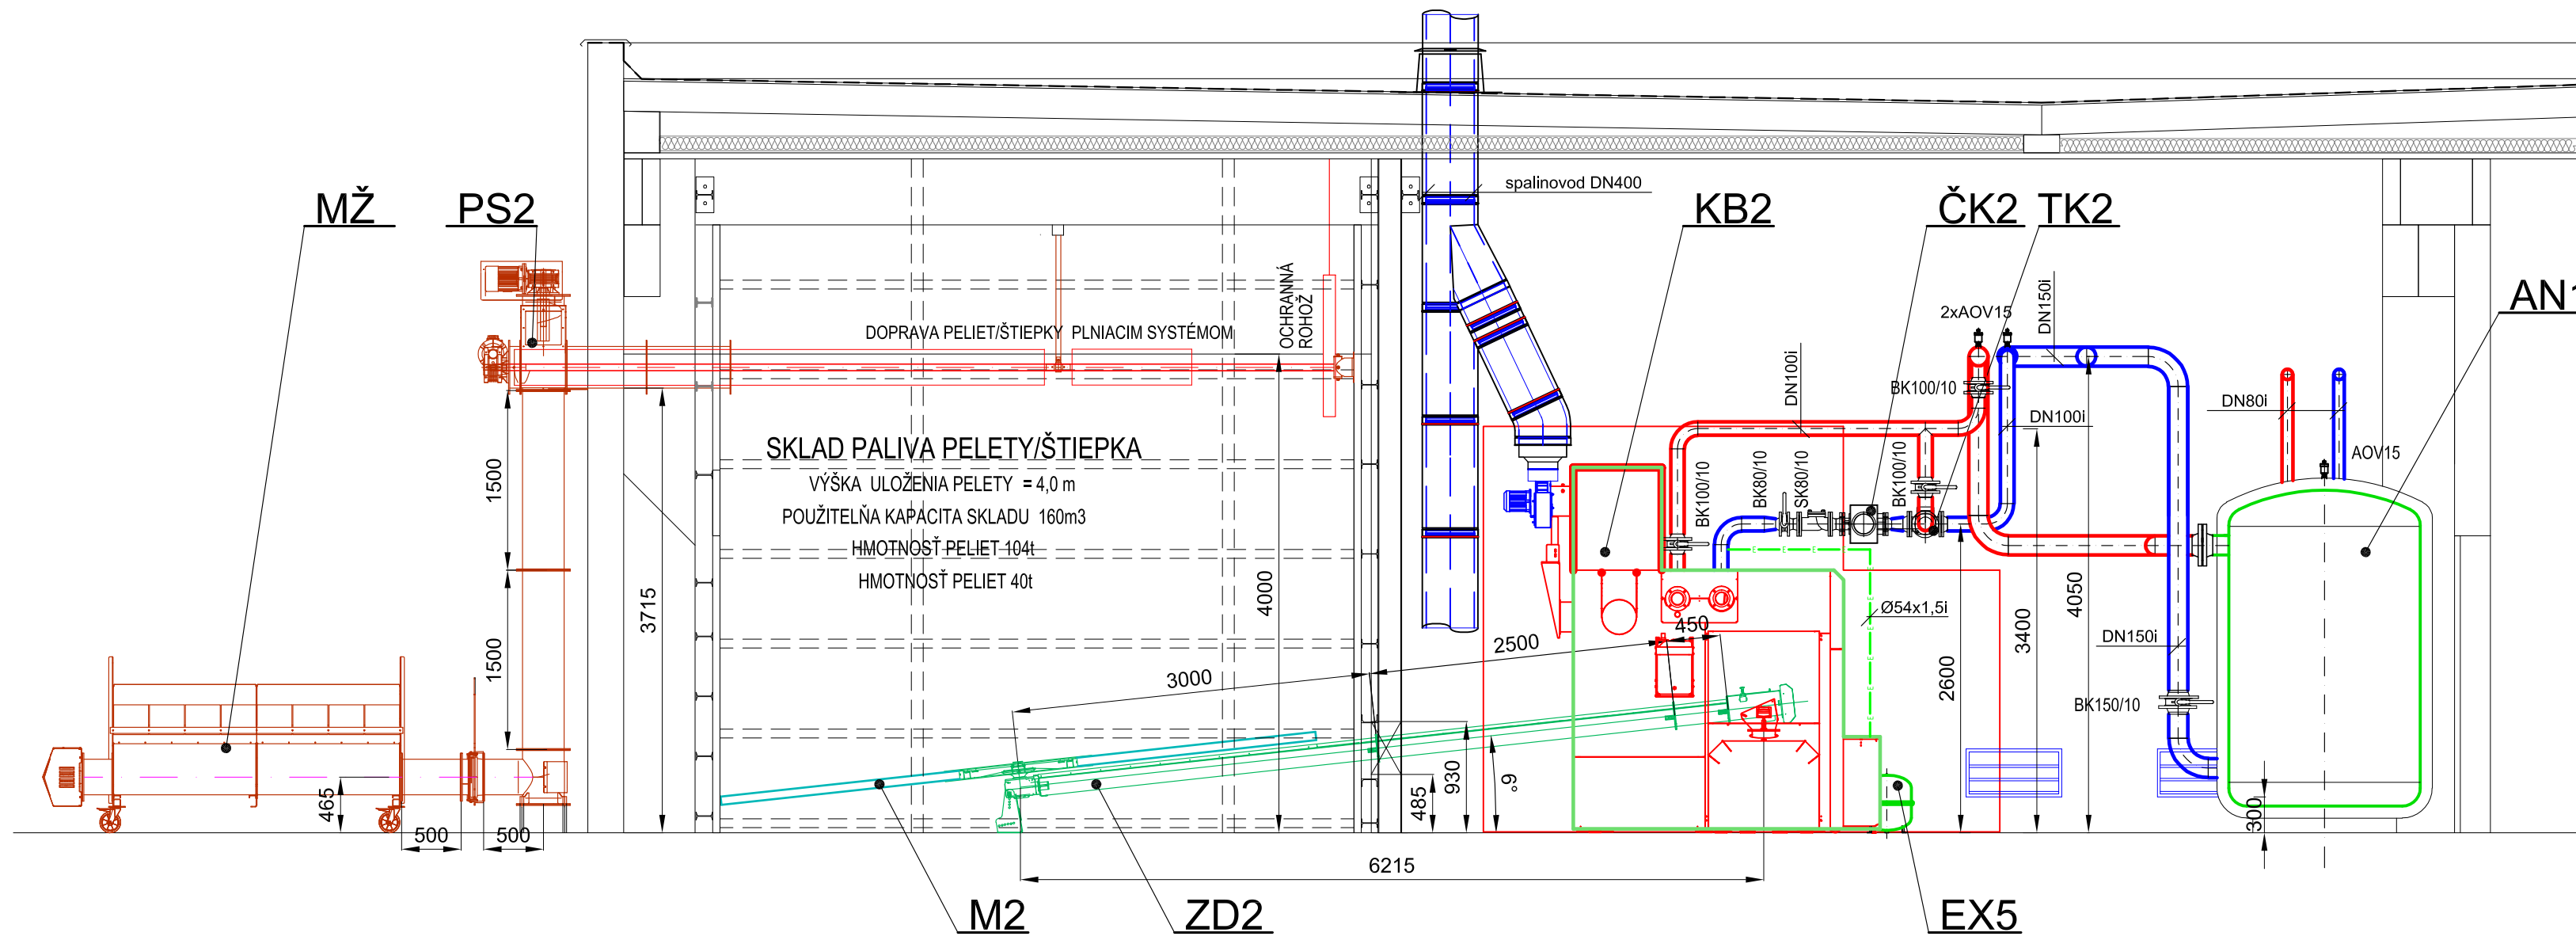 spalinovod DN400
MŽ
PS2
KB2
ČK2
TK2
AN1
OCHRANNÁ
ROHOŽ
2xAOV15
DN150i
DOPRAVA PELIET/ŠTIEPKY  PLNIACIM SYSTÉMOM
DN100i
BK100/10
DN100i
DN80i
AOV15
SKLAD PALIVA PELETY/ŠTIEPKA
VÝŠKA  ULOŽENIA PELETY  = 4,0 m
POUŽITEĽŇA KAPACITA SKLADU  160m3
HMOTNOSŤ PELIET 104t
HMOTNOSŤ PELIET 40t
BK100/10
BK80/10
SK80/10
BK100/10
1500
1500
3715
4000
3000
2500
450
Ø54x1,5i
2600
3400
4050
DN150i
BK150/10
465
500
500
485
930
6°
300
6215
M2
ZD2
EX5